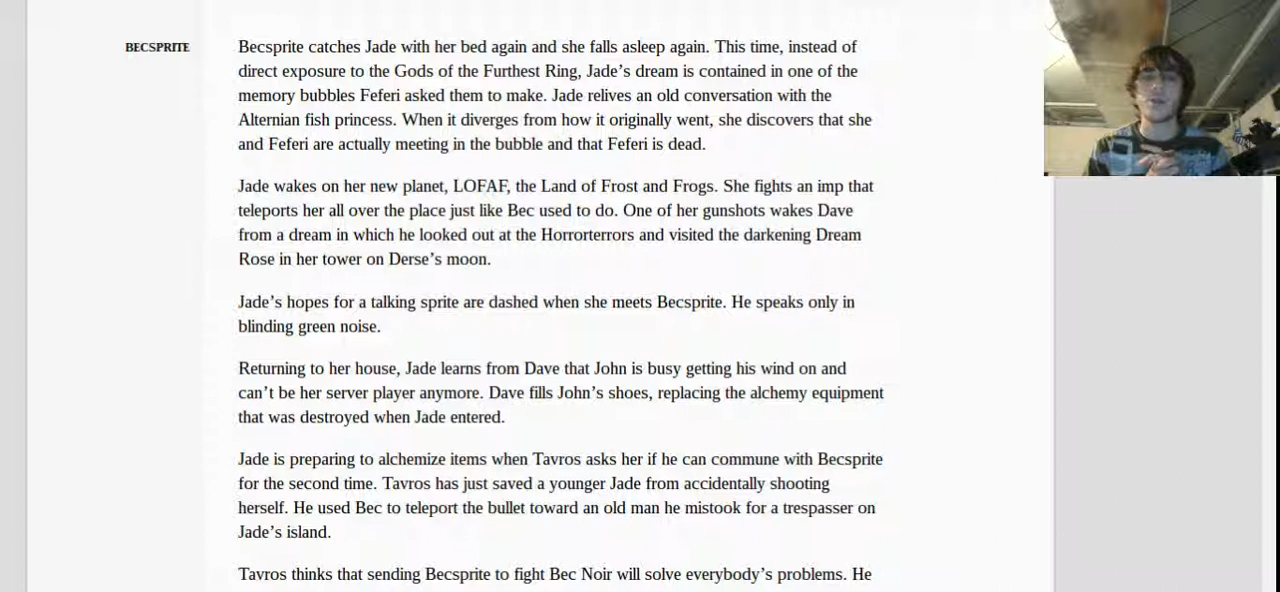 BECSPRITE
Becsprite catches Jade with her bed again and she falls asleep again. This time, instead of
direct exposure to the Gods of the Furthest Ring, Jade’s dream is contained in one of the
memory bubbles Feferi asked them to make. Jade relives an old conversation with the
Alternian fish princess. When it diverges from how it originally went, she discovers that she
and Feferi are actually meeting in the bubble and that Feferi is dead.
Jade wakes on her new planet, LOFAF, the Land of Frost and Frogs. She fights an imp that
teleports her all over the place just like Bec used to do. One of her gunshots wakes Dave
from a dream in which he looked out at the Horrorterrors and visited the darkening Dream
Rose in her tower on Derse’s moon.
Jade’s hopes for a talking sprite are dashed when she meets Becsprite. He speaks only in
blinding green noise.
Returning to her house, Jade learns from Dave that John is busy getting his wind on and
can’t be her server player anymore. Dave fills John’s shoes, replacing the alchemy equipment
that was destroyed when Jade entered.
Jade is preparing to alchemize items when Tavros asks her if he can commune with Becsprite
for the second time. Tavros has just saved a younger Jade from accidentally shooting
herself. He used Bec to teleport the bullet toward an old man he mistook for a trespasser on
Jade’s island.
Tavros thinks that sending Becsprite to fight Bec Noir will solve everybody’s problems. He